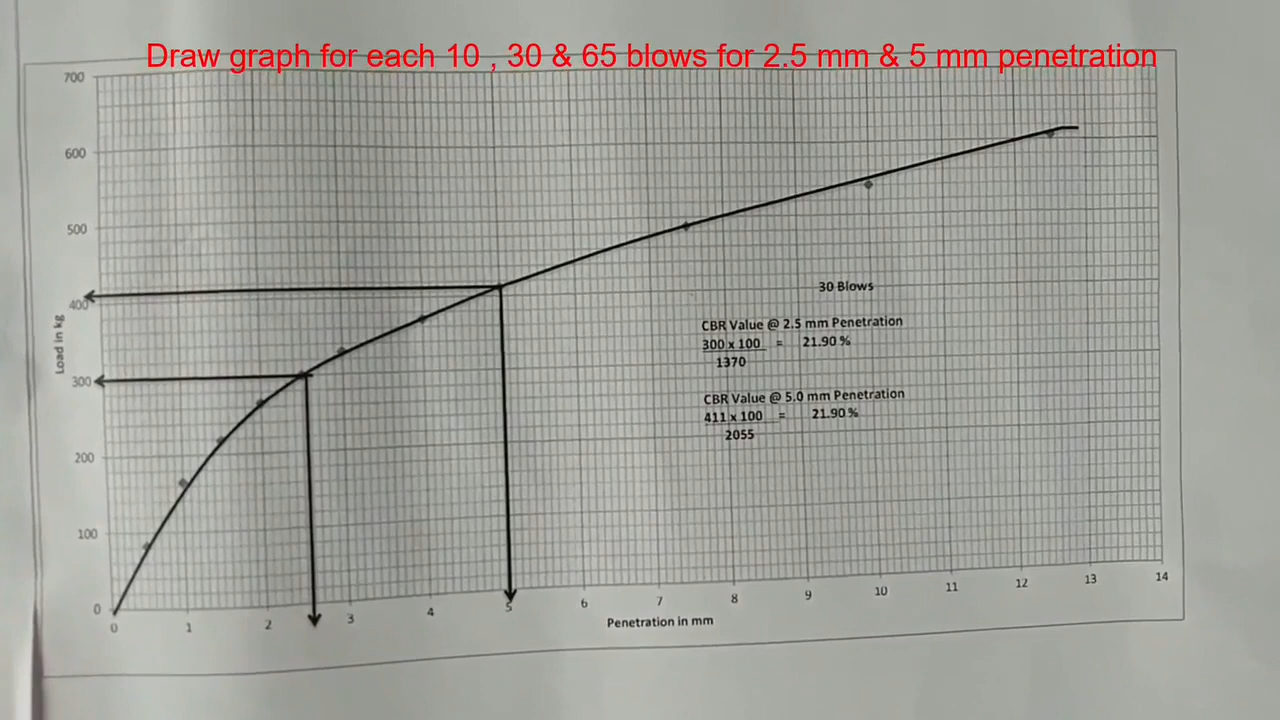 Draw graph for each 10 , 30 & 65 blows for 2.5 mm & 5 mm penetration
700
600
500
400
300
200
100
0
Load in kg
30 Blows
CBR Value @ 2.5 mm Penetration
300 x 100 = 21.90 %
1370
CBR Value @ 5.0 mm Penetration
411 x 100 = 21.90 %
2055
0 1 2 3 4 5 6 7 8 9 10 11 12 13 14
Penetration in mm